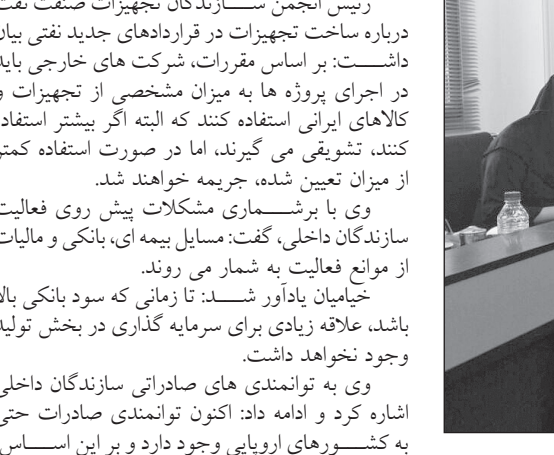 رئیس انجمن سازندگان تجهیزات صنعت نفت
درباره ساخت تجهیزات در قراردادهای جدید نفتی بیان
داشت: بر اساس مقررات، شرکت های خارجی باید
در اجرای پروژه ها به میزان مشخصی از تجهیزات و
کالاهای ایرانی استفاده کنند که البته اگر بیشتر استفاده
کنند، تشویقی می گیرند، اما در صورت استفاده کمتر
از میزان تعیین شده، جریمه خواهند شد.
وی با برشماری مشکلات پیش روی فعالیت
سازندگان داخلی، گفت: مسایل بیمه ای، بانکی و مالیات
از موانع فعالیت به شمار می روند.
خیامیان یادآور شد: تا زمانی که سود بانکی بالا
باشد، علاقه زیادی برای سرمایه گذاری در بخش تولید
وجود نخواهد داشت.
وی به توانمندی های صادراتی سازندگان داخلی
اشاره کرد و ادامه داد: اکنون توانمندی صادرات حتی
به کشورهای اروپایی وجود دارد و بر این اساس